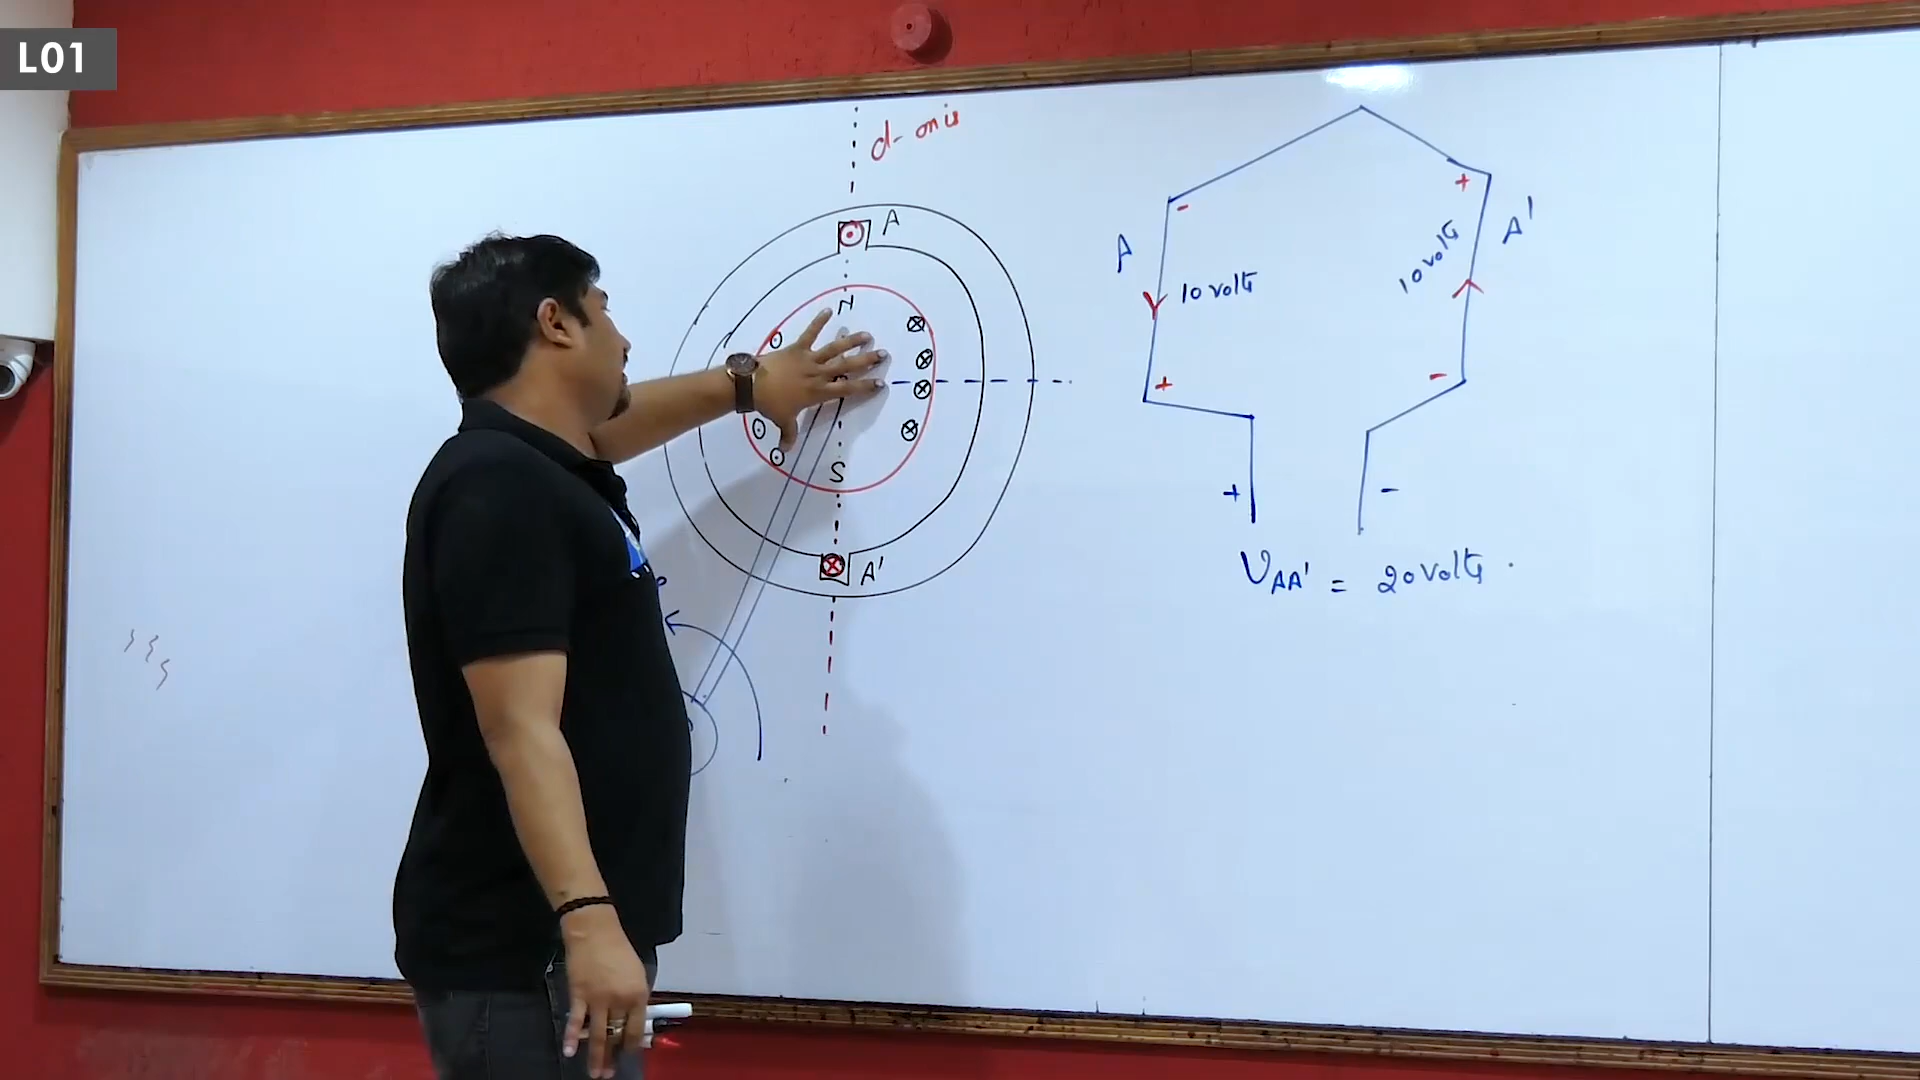 L01
d-axis
A
N
S
A'
A
-
10 volts
+
+
10 volts
A'
-
+
-
V_AA' = 20 volts.